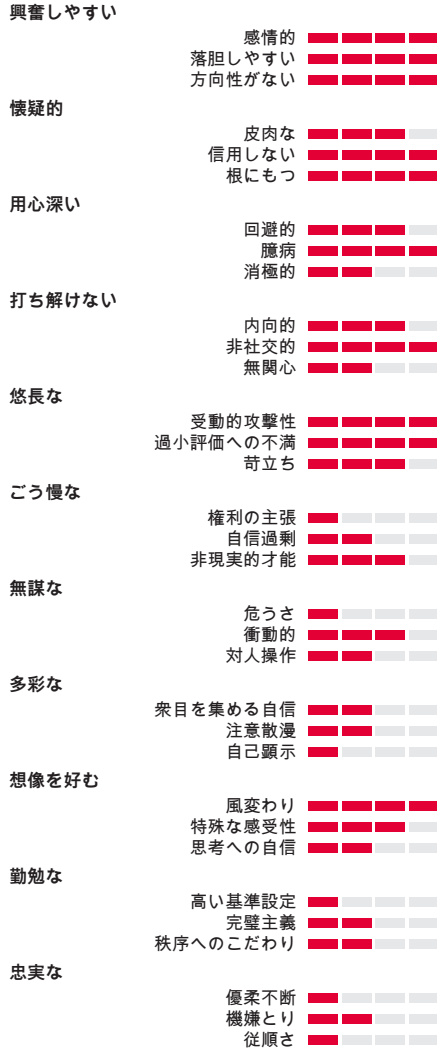 興奮しやすい
感情的
落胆しやすい
方向性がない
懐疑的
皮肉な
信用しない
根にもつ
用心深い
回避的
臆病
消極的
打ち解けない
内向的
非社交的
無関心
悠長な
受動的攻撃性
過小評価への不満
苛立ち
ごう慢な
権利の主張
自信過剰
非現実的才能
無謀な
危うさ
衝動的
対人操作
多彩な
衆目を集める自信
注意散漫
自己顕示
想像を好む
風変わり
特殊な感受性
思考への自信
勤勉な
高い基準設定
完璧主義
秩序へのこだわり
忠実な
優柔不断
機嫌とり
従順さ